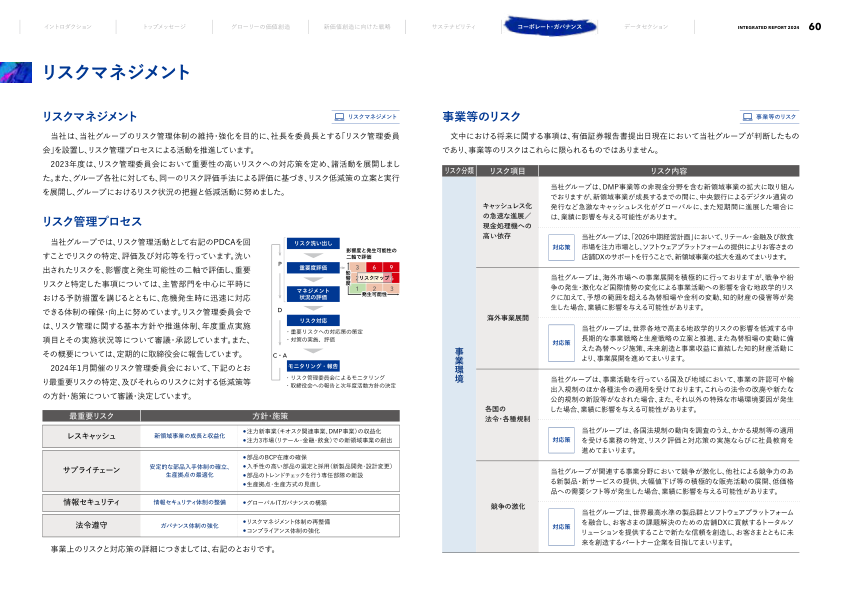 イントロダクション
トップメッセージ
グローリーの価値創造
新価値創造に向けた戦略
サステナビリティ
コーポレート・ガバナンス
データセクション
INTEGRATED REPORT 2024 60
リスクマネジメント
リスクマネジメント
リスクマネジメント
当社は、当社グループのリスク管理体制の維持・強化を目的に、社長を委員長とする「リスク管理委員
会」を設置し、リスク管理プロセスによる活動を推進しています。
2023年度は、リスク管理委員会において重要性の高いリスクへの対応策を定め、諸活動を展開しまし
た。また、グループ各社に対しても、同一のリスク評価手法による評価に基づき、リスク低減策の立案と実行
を展開し、グループにおけるリスク状況の把握と低減活動に努めました。
リスク管理プロセス
当社グループでは、リスク管理活動として右記のPDCAを回
すことでリスクの特定、評価及び対応等を行っています。洗い
出されたリスクを、影響度と発生可能性の二軸で評価し、重要
リスクと特定した事項については、主管部門を中心に平時に
おける予防措置を講じるとともに、危機発生時に迅速に対応
できる体制の確保・向上に努めています。リスク管理委員会で
は、リスク管理に関する基本方針や推進体制、年度重点実施
項目とその実施状況等について審議・承認しています。また、
その概要については、定期的に取締役会に報告しています。
2024年1月開催のリスク管理委員会において、下記のとお
り最重要リスクの特定、及びそれらのリスクに対する低減策等
の方針・施策について審議・決定しています。
P
D
C・A
リスク洗い出し
重要度評価
マネジメント
状況の評価
リスク対応
・重要リスクへの対応策の策定
・対策の実施、評価
モニタリング・報告
・リスク管理委員会によるモニタリング
・取締役会への報告と次年度活動方針の決定
影響度と発生可能性の
二軸で評価
影響度
3 6 9
リスクマップ
1 2 3
発生可能性
最重要リスク 方針・施策
レスキャッシュ
新領域事業の成長と収益化
●注力新事業（キオスク関連事業、DMP事業）の収益化
●注力3市場（リテール・金融・飲食）での新領域事業の創出
サプライチェーン
安定的な部品入手体制の確立、
生産拠点の最適化
●部品のBCP在庫の確保
●入手性の高い部品の選定と採用（新製品開発・設計変更）
●部品のトレンドチェックを行う専任部隊の新設
●生産拠点・生産方式の見直し
情報セキュリティ
情報セキュリティ体制の整備
●グローバルITガバナンスの構築
法令遵守
ガバナンス体制の強化
●リスクマネジメント体制の再整備
●コンプライアンス体制の強化
事業上のリスクと対応策の詳細につきましては、右記のとおりです。
事業等のリスク
事業等のリスク
文中における将来に関する事項は、有価証券報告書提出日現在において当社グループが判断したもの
であり、事業等のリスクはこれらに限られるものではありません。
リスク分類 リスク項目 リスク内容
事業環境
キャッシュレス化
の急速な進展／
現金処理機への
高い依存
当社グループは、DMP事業等の非現金分野を含む新領域事業の拡大に取り組ん
でおりますが、新領域事業が成長するまでの間に、中央銀行によるデジタル通貨の
発行など急激なキャッシュレス化がグローバルに、また短期間に進展した場合に
は、業績に影響を与える可能性があります。
対応策
当社グループは、「2026中期経営計画」において、リテール・金融及び飲食
市場を注力市場とし、ソフトウェアプラットフォームの提供によりお客さまの
店舗DXのサポートを行うことで、新領域事業の拡大を進めてまいります。
海外事業展開
当社グループは、海外市場への事業展開を積極的に行っておりますが、戦争や紛
争の発生・激化など国際情勢の変化による事業活動への影響を含む地政学的リス
クに加えて、予想の範囲を超える為替相場や金利の変動、知的財産の侵害等が発
生した場合、業績に影響を与える可能性があります。
対応策
当社グループは、世界各地で高まる地政学的リスクの影響を低減する中
長期的な事業戦略と生産戦略の立案と推進、また為替相場の変動に備
えた為替ヘッジ施策、未来創造と事業収益に直結した知的財産活動に
より、事業展開を進めてまいります。
各国の
法令・各種規制
当社グループは、事業活動を行っている国及び地域において、事業の許認可や輸
出入規制のほか各種法令の適用を受けております。これらの法令の改廃や新たな
公的規制の新設等がなされた場合、また、それ以外の特殊な市場環境要因が発生
した場合、業績に影響を与える可能性があります。
対応策
当社グループは、各国法規制の動向を調査のうえ、かかる規制等の適用
を受ける業務の特定、リスク評価と対応策の実施ならびに社員教育を
進めてまいります。
競争の激化
当社グループが関連する事業分野において競争が激化し、他社による競争力のあ
る新製品・新サービスの提供、大幅値下げ等の積極的な販売活動の展開、低価格
品への需要シフト等が発生した場合、業績に影響を与える可能性があります。
対応策
当社グループは、世界最高水準の製品群とソフトウェアプラットフォーム
を融合し、お客さまの課題解決のための店舗DXに貢献するトータルソ
リューションを提供することで新たな信頼を創造し、お客さまとともに未
来を創造するパートナー企業を目指してまいります。